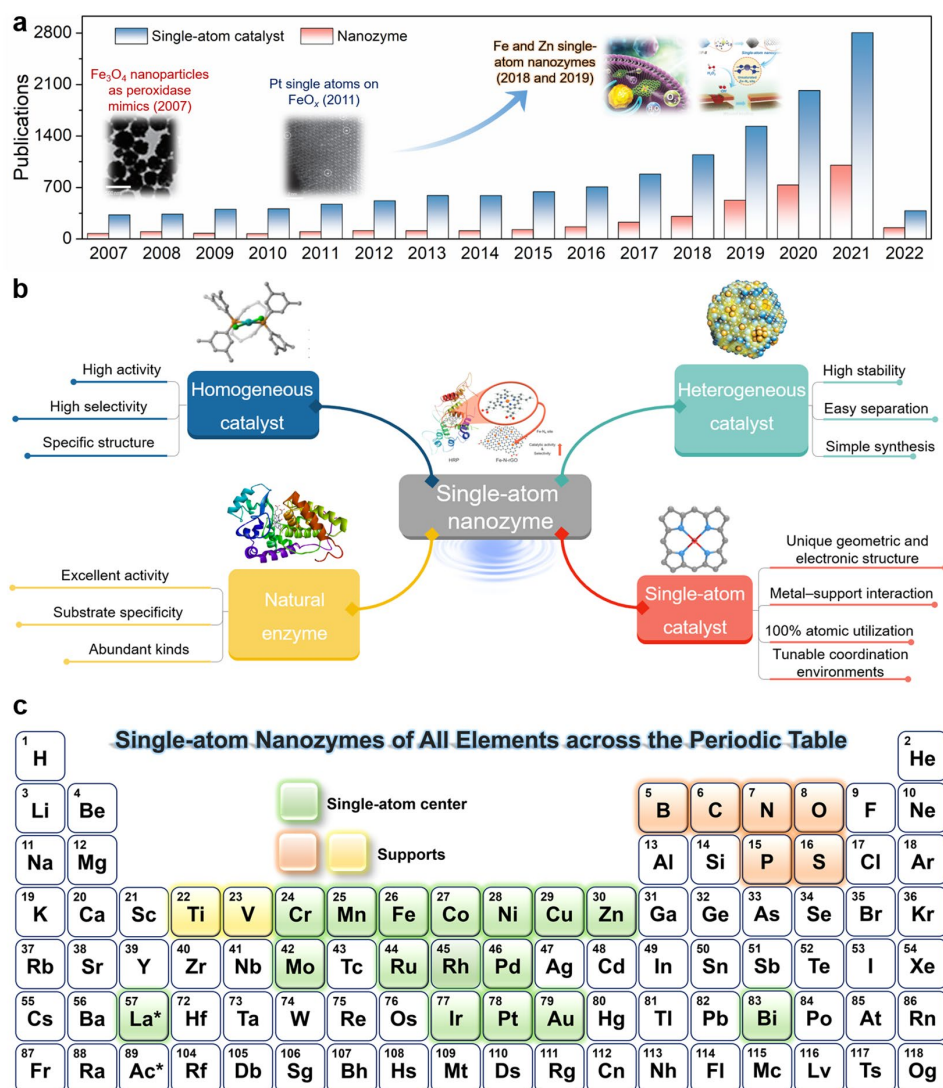 a
2800
2100
1400
700
0
Publications
Single-atom catalyst
Nanozyme
Fe₃O₄ nanoparticles
as peroxidase
mimics (2007)
Pt single atoms on
FeOₓ (2011)
Fe and Zn single-
atom nanozymes
(2018 and 2019)
2007 2008 2009 2010 2011 2012 2013 2014 2015 2016 2017 2018 2019 2020 2021 2022
b
High activity
High selectivity
Specific structure
Homogeneous
catalyst
HRP
Fe-N-rGO
Catalytic activity
&
Selectivity
Heterogeneous
catalyst
High stability
Easy separation
Simple synthesis
Single-atom
nanozyme
Excellent activity
Substrate specificity
Abundant kinds
Natural
enzyme
Single-atom
catalyst
Unique geometric and
electronic structure
Metal–support interaction
100% atomic utilization
Tunable coordination
environments
c
Single-atom Nanozymes of All Elements across the Periodic Table
Single-atom center
Supports
1 H 2 He
3 Li 4 Be 5 B 6 C 7 N 8 O 9 F 10 Ne
11 Na 12 Mg 13 Al 14 Si 15 P 16 S 17 Cl 18 Ar
19 K 20 Ca 21 Sc 22 Ti 23 V 24 Cr 25 Mn 26 Fe 27 Co 28 Ni 29 Cu 30 Zn 31 Ga 32 Ge 33 As 34 Se 35 Br 36 Kr
37 Rb 38 Sr 39 Y 40 Zr 41 Nb 42 Mo 43 Tc 44 Ru 45 Rh 46 Pd 47 Ag 48 Cd 49 In 50 Sn 51 Sb 52 Te 53 I 54 Xe
55 Cs 56 Ba 57 La* 72 Hf 73 Ta 74 W 75 Re 76 Os 77 Ir 78 Pt 79 Au 80 Hg 81 Tl 82 Pb 83 Bi 84 Po 85 At 86 Rn
87 Fr 88 Ra 89 Ac* 104 Rf 105 Db 106 Sg 107 Bh 108 Hs 109 Mt 110 Ds 111 Rg 112 Cn 113 Nh 114 Fl 115 Mc 116 Lv 117 Ts 118 Og